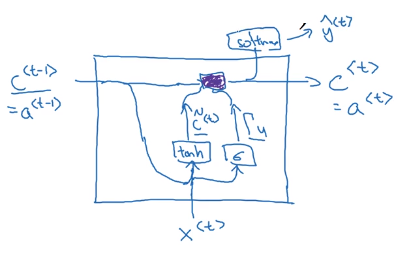 ŷ<t>
softmax
c<t-1>
= a<t-1>
c<t>
= a<t>
c̃<t>
Γu
tanh
σ
x<t>